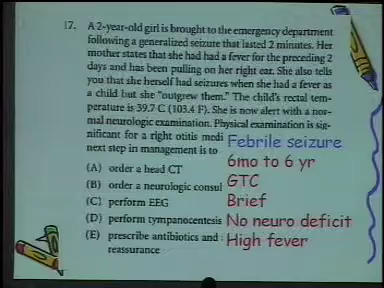 17. A 2-year-old girl is brought to the emergency department
following a generalized seizure that lasted 2 minutes. Her
mother states that she had had a fever for the preceding 2
days and has been pulling on her right ear. She also tells
you that she herself had seizures when she had a fever as
a child but she "outgrew them." The child's rectal tem-
perature is 39.7 C (103.4 F). She is now alert with a nor-
mal neurologic examination. Physical examination is sig-
nificant for a right otitis medi
next step in management is to
(A) order a head CT
(B) order a neurologic consul
(C) perform EEG
(D) perform tympanocentesis
(E) prescribe antibiotics and
reassurance
Febrile seizure
6mo to 6 yr
GTC
Brief
No neuro deficit
High fever